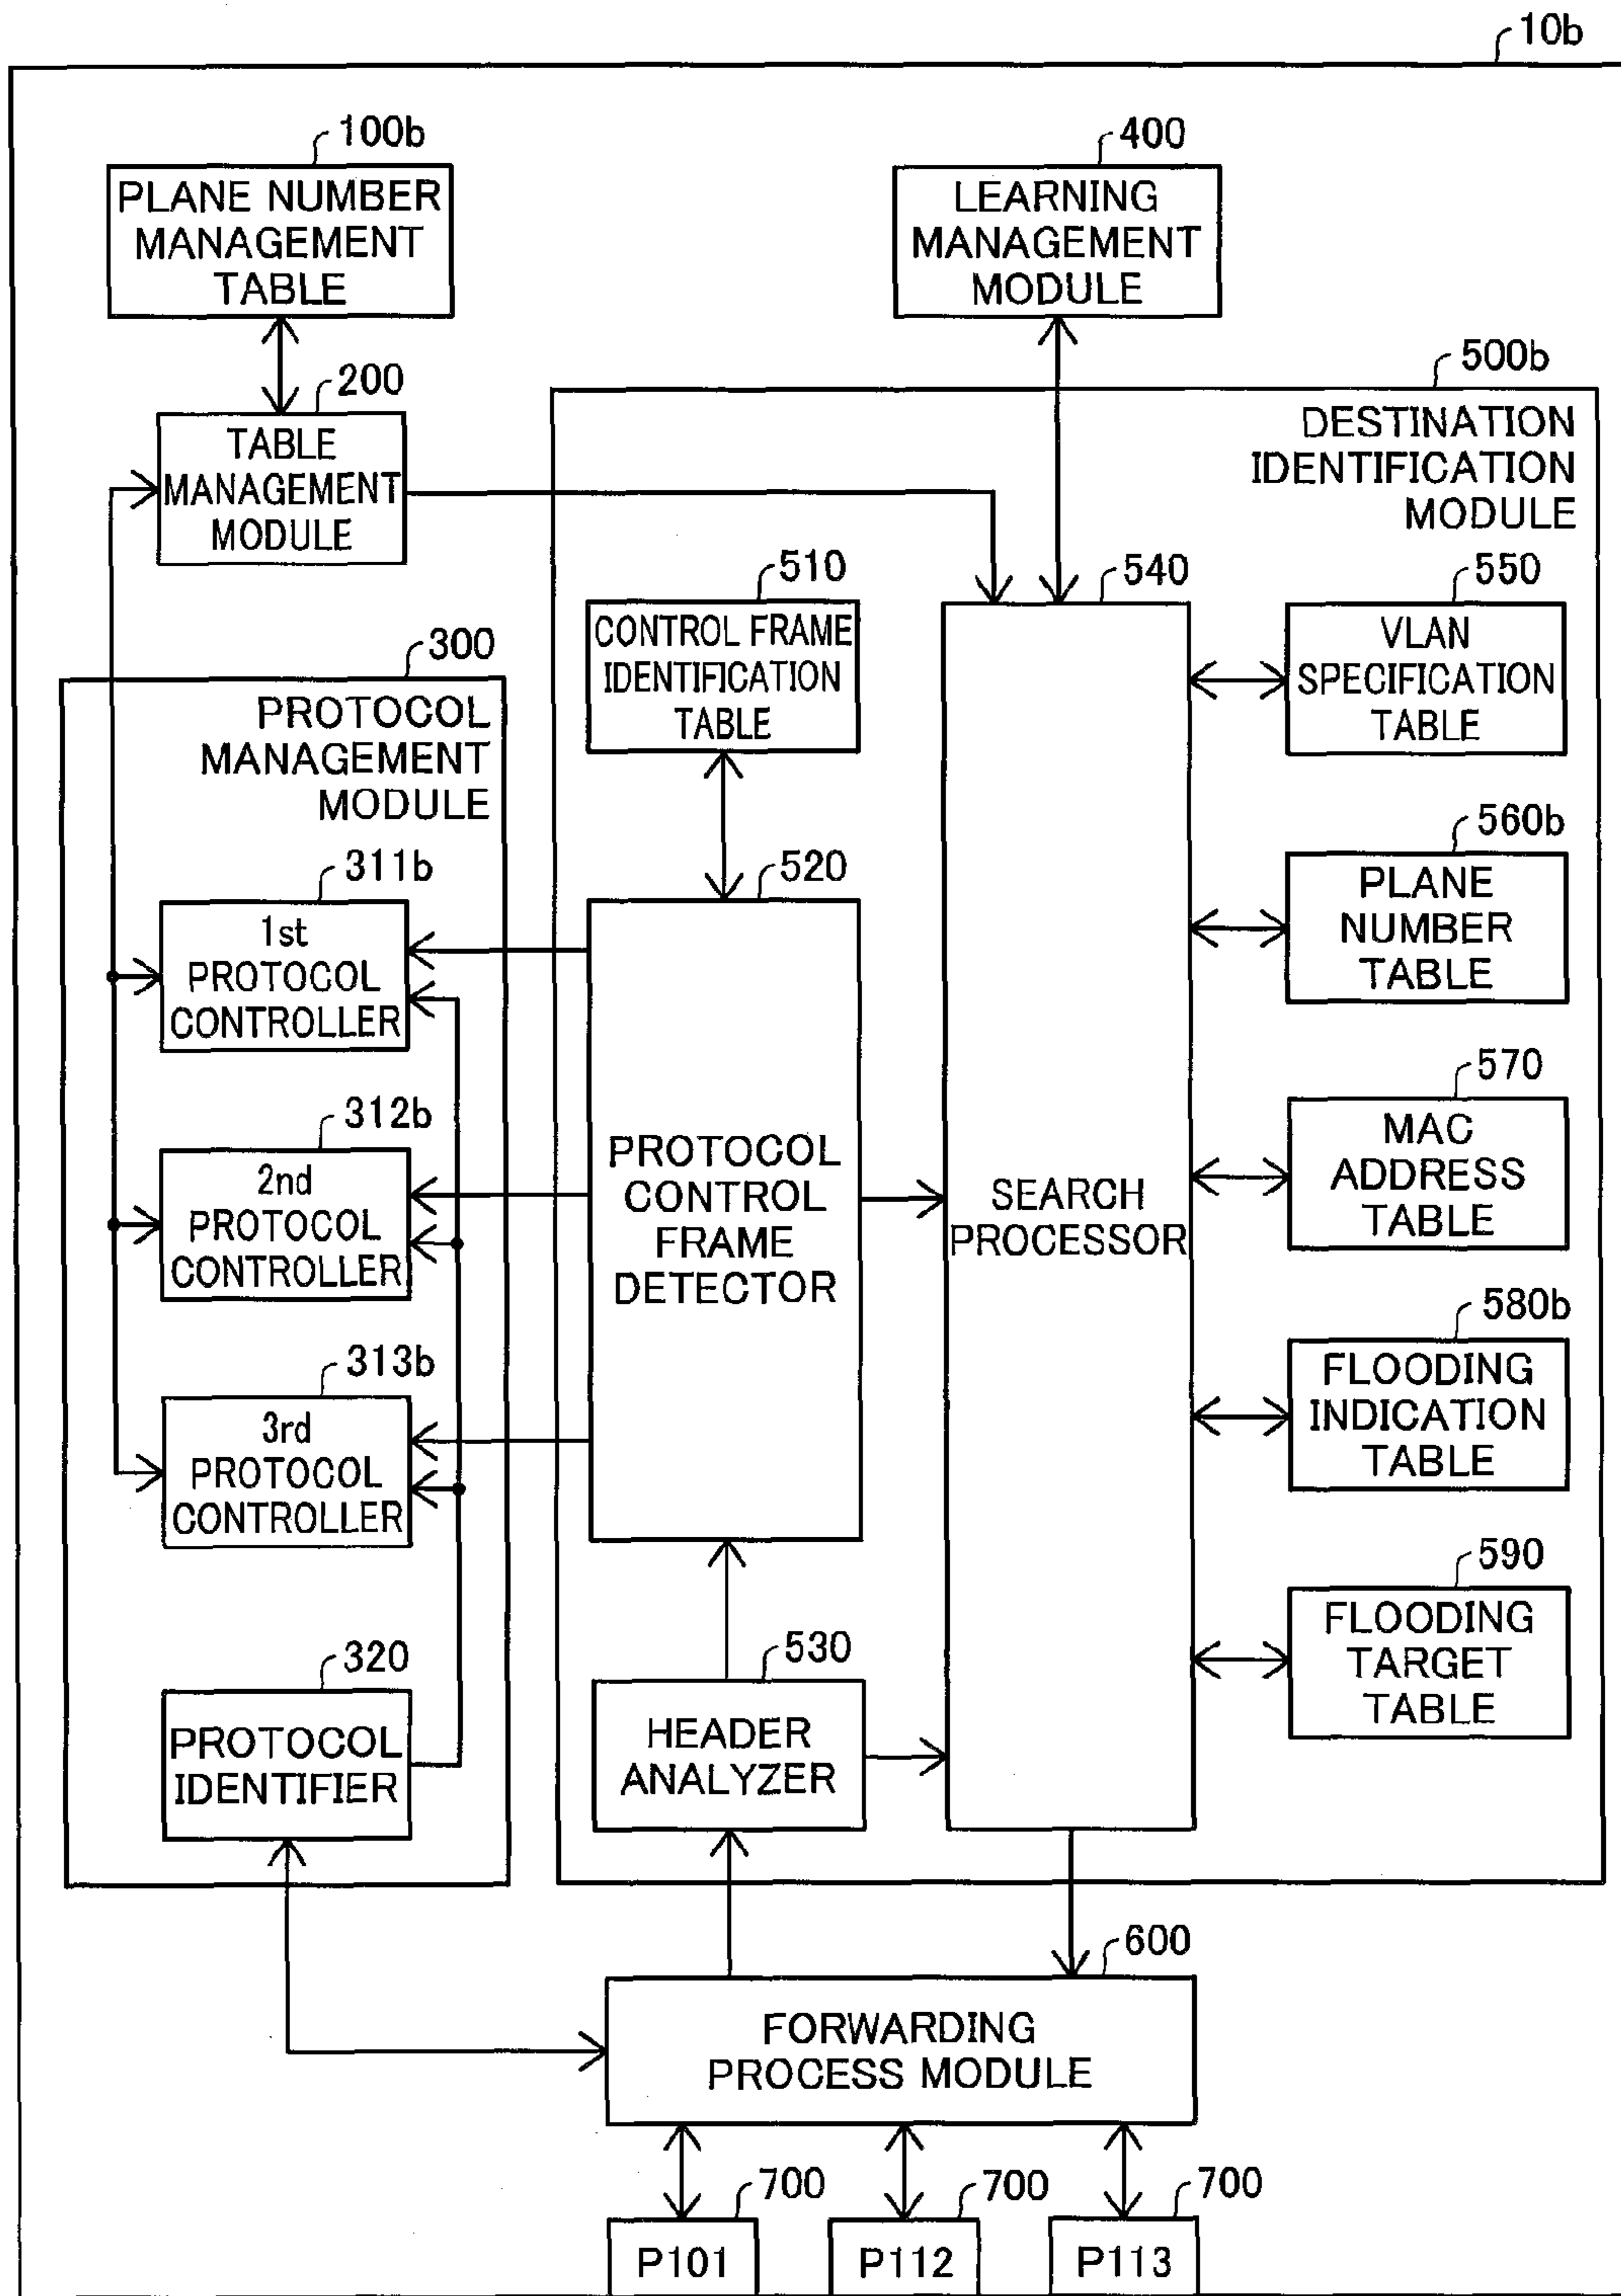 10b
100b
PLANE NUMBER
MANAGEMENT
TABLE
400
LEARNING
MANAGEMENT
MODULE
200
TABLE
MANAGEMENT
MODULE
500b
DESTINATION
IDENTIFICATION
MODULE
510
CONTROL FRAME
IDENTIFICATION
TABLE
540
SEARCH
PROCESSOR
550
VLAN
SPECIFICATION
TABLE
300
PROTOCOL
MANAGEMENT
MODULE
560b
PLANE
NUMBER
TABLE
311b
1st
PROTOCOL
CONTROLLER
520
PROTOCOL
CONTROL
FRAME
DETECTOR
570
MAC
ADDRESS
TABLE
312b
2nd
PROTOCOL
CONTROLLER
580b
FLOODING
INDICATION
TABLE
313b
3rd
PROTOCOL
CONTROLLER
590
FLOODING
TARGET
TABLE
320
PROTOCOL
IDENTIFIER
530
HEADER
ANALYZER
600
FORWARDING
PROCESS MODULE
700
P101
700
P112
700
P113